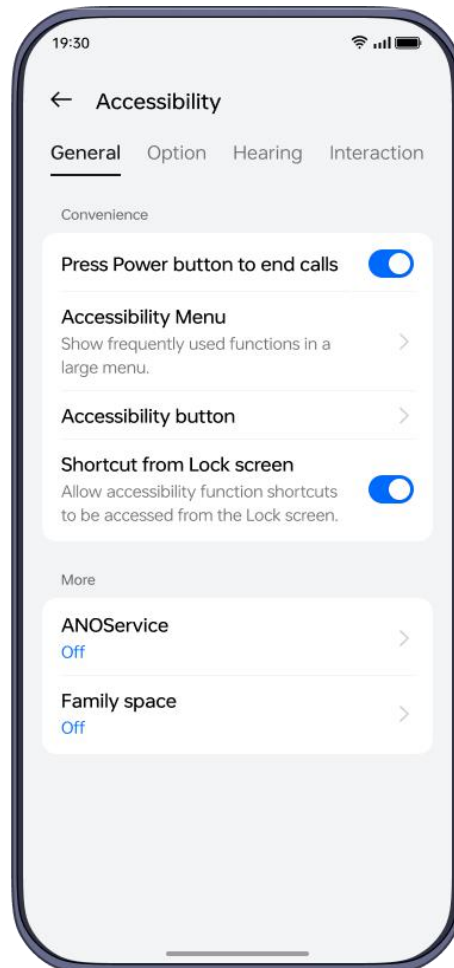 19:30
Accessibility
General Option Hearing Interaction
Convenience
Press Power button to end calls
Accessibility Menu
Show frequently used functions in a
large menu.
Accessibility button
Shortcut from Lock screen
Allow accessibility function shortcuts
to be accessed from the Lock screen.
More
ANOService
Off
Family space
Off